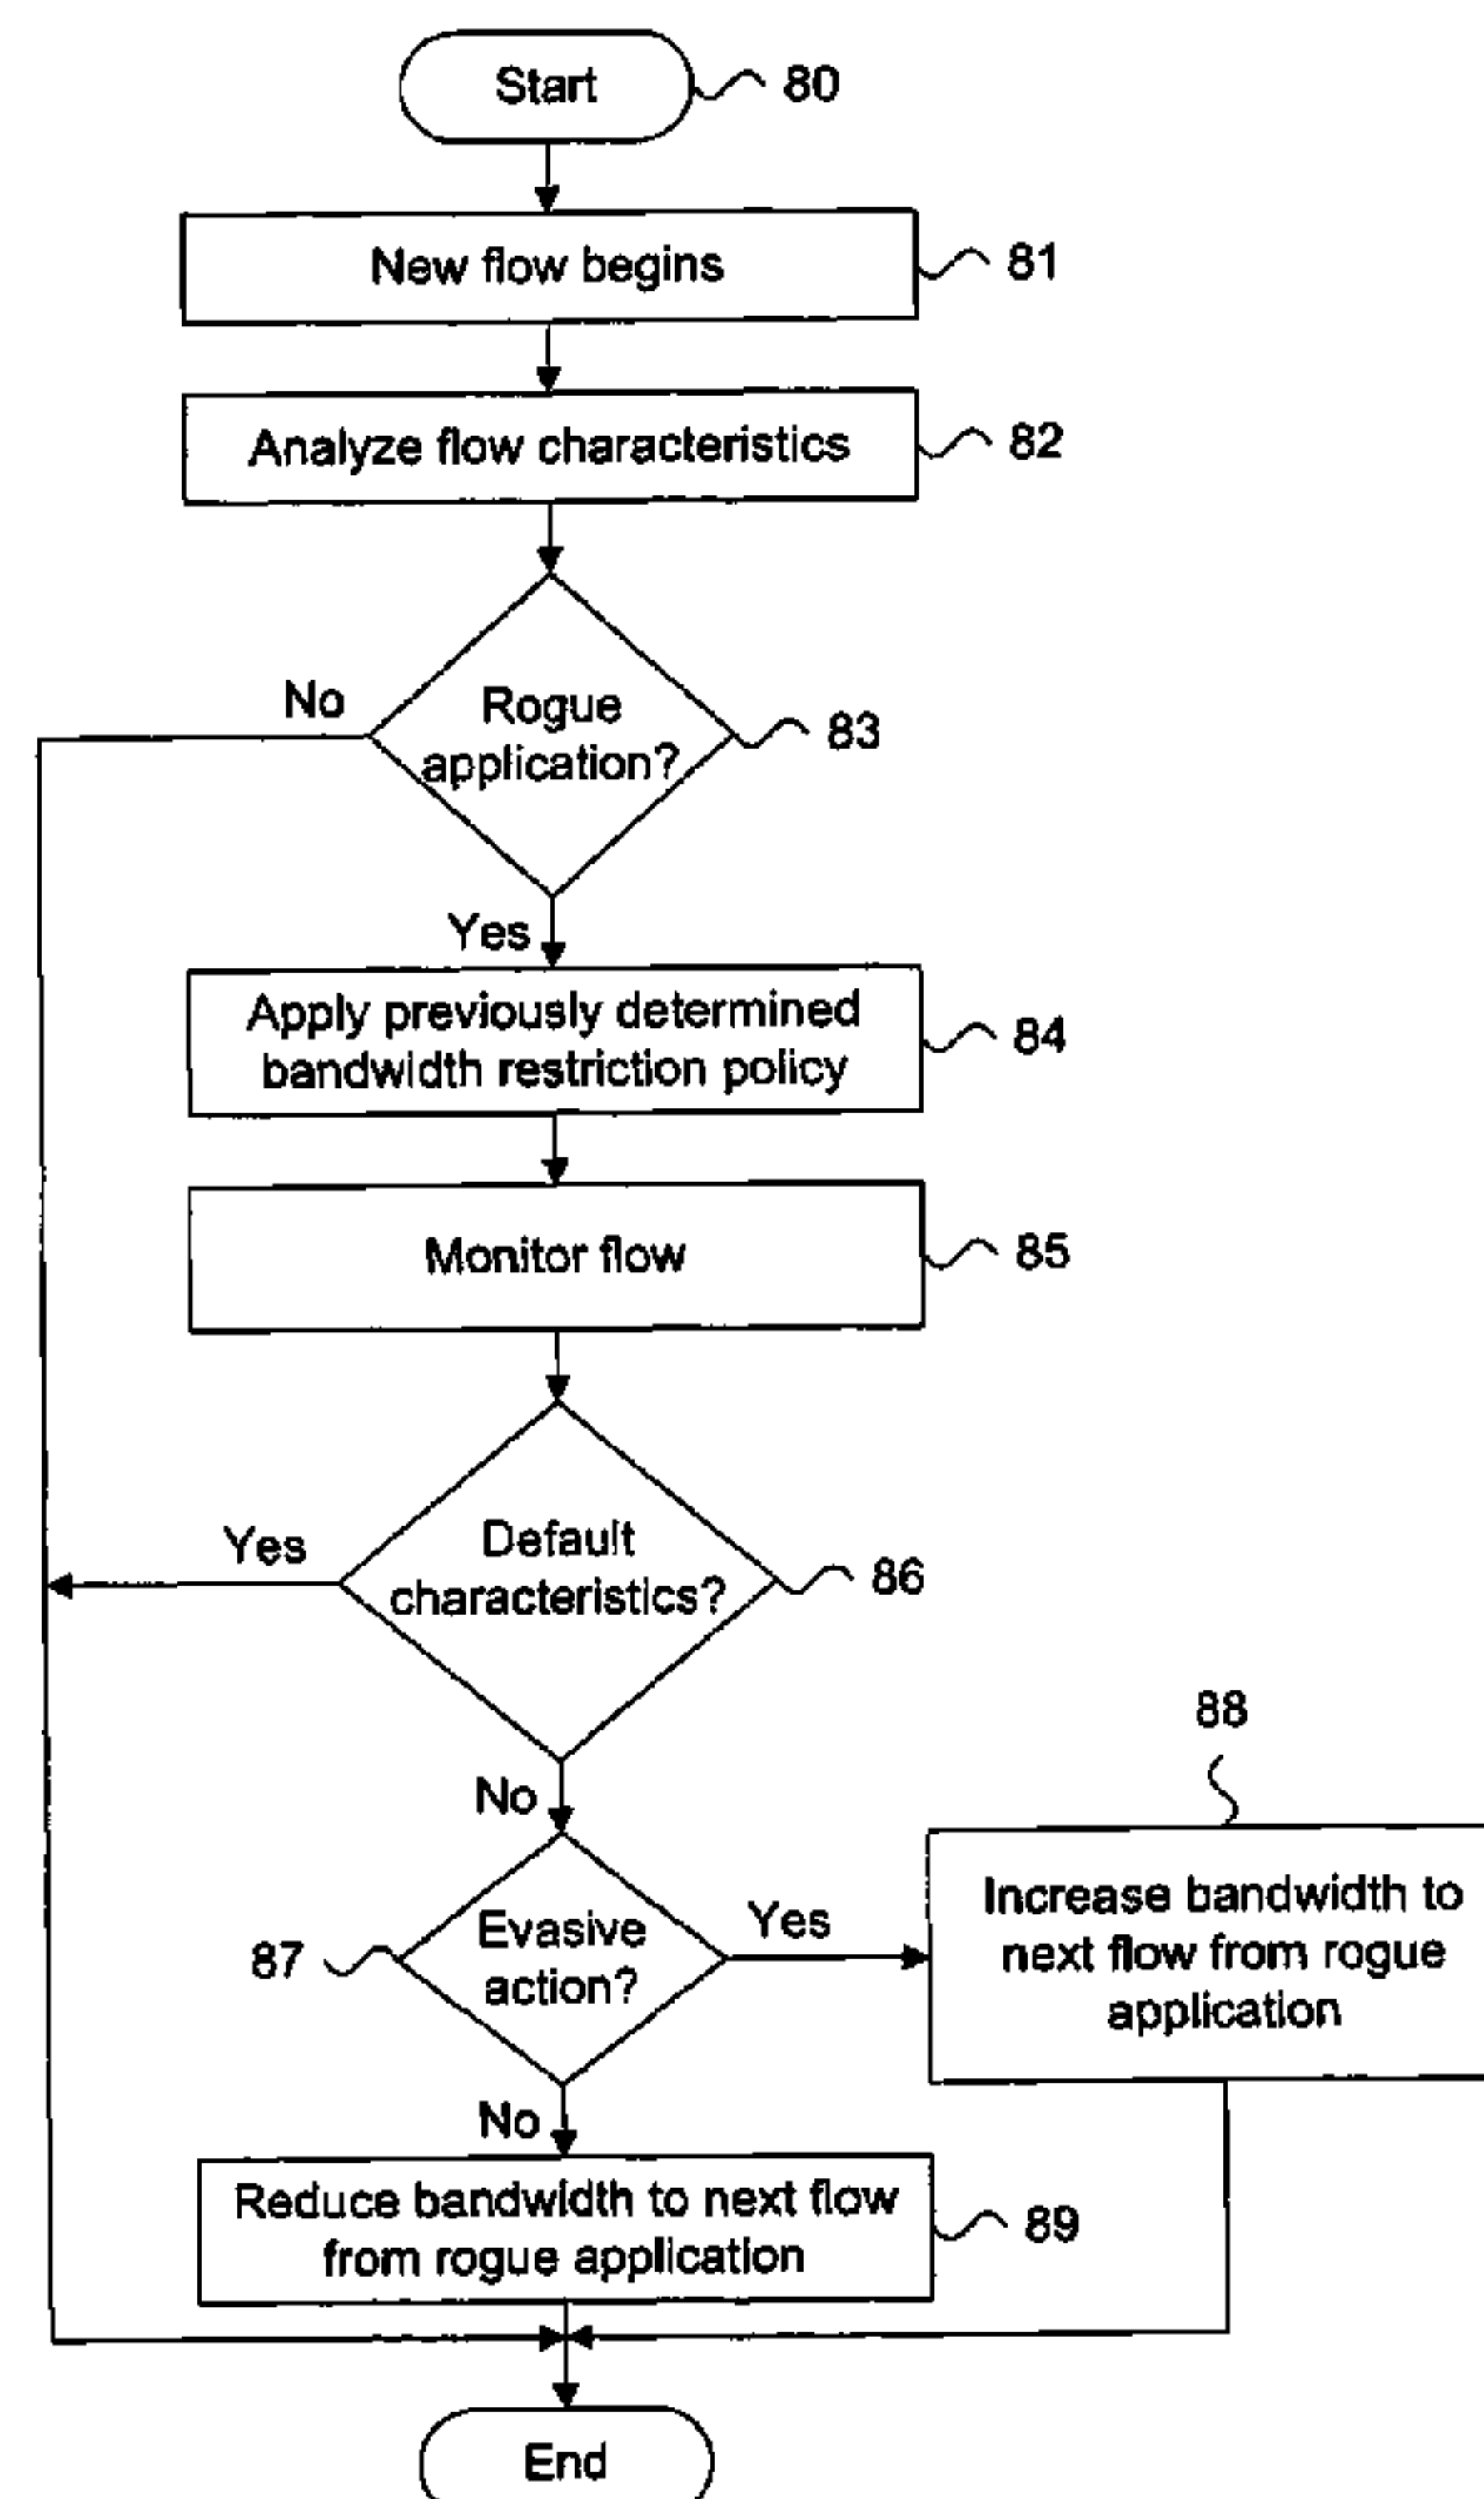 Start
80
New flow begins
81
Analyze flow characteristics
82
No
Rogue
application?
83
Yes
Apply previously determined
bandwidth restriction policy
84
Monitor flow
85
Yes
Default
characteristics?
86
88
No
Increase bandwidth to
next flow from rogue
application
87
Evasive
action?
Yes
No
Reduce bandwidth to next flow
from rogue application
89
End